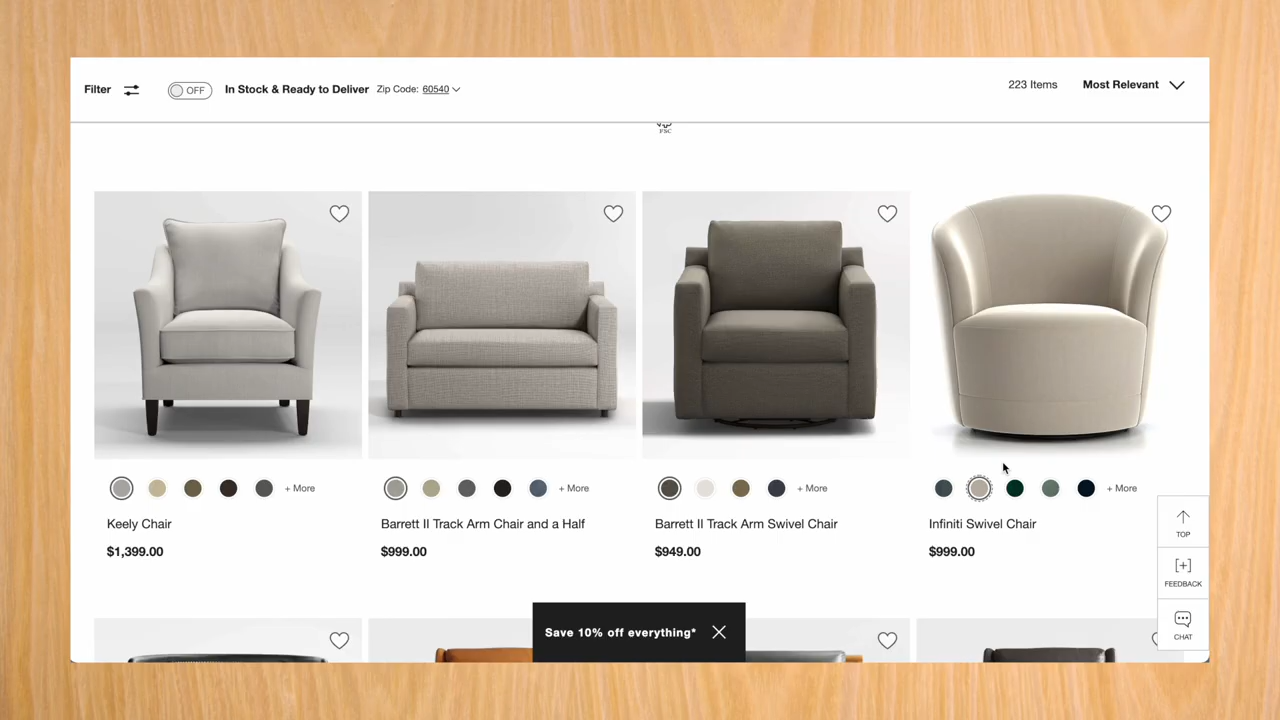 Filter
OFF
In Stock & Ready to Deliver
Zip Code: 60540
223 Items
Most Relevant
FSC
+ More
+ More
+ More
+ More
Keely Chair
Barrett II Track Arm Chair and a Half
Barrett II Track Arm Swivel Chair
Infiniti Swivel Chair
$1,399.00
$999.00
$949.00
$999.00
TOP
[+]
FEEDBACK
CHAT
Save 10% off everything*